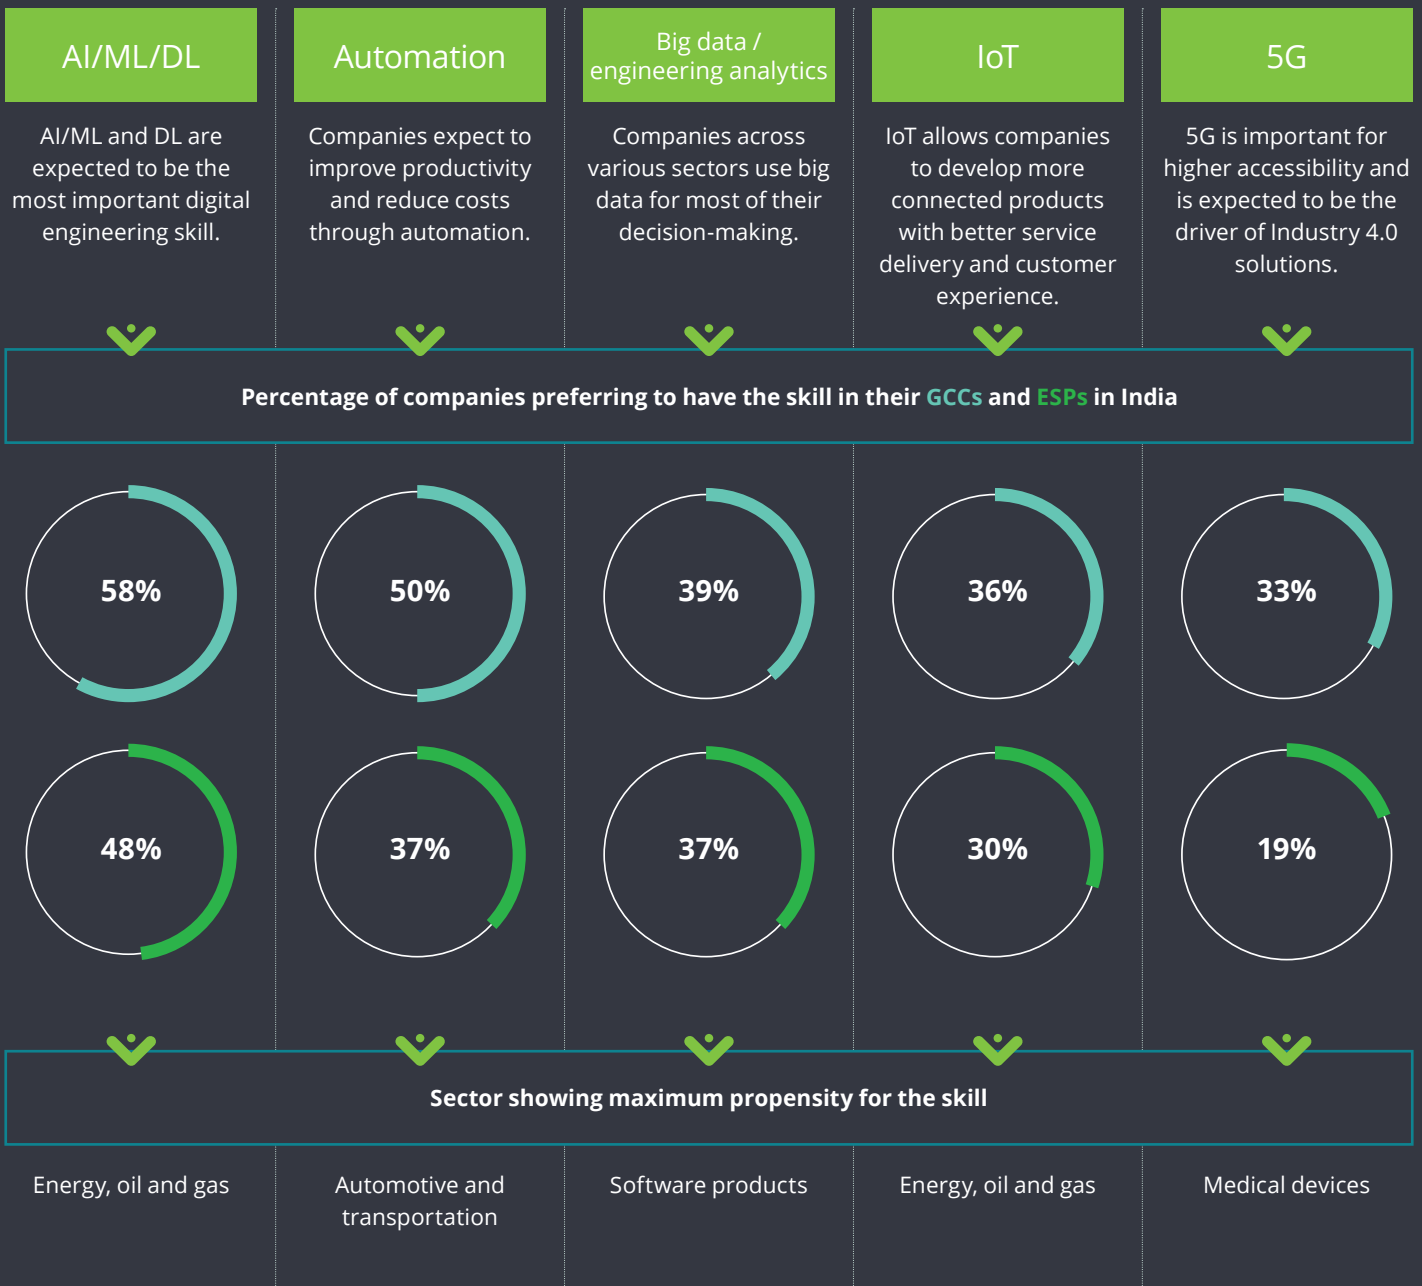 AI/ML/DL
AI/ML and DL are
expected to be the
most important digital
engineering skill.
Automation
Companies expect to
improve productivity
and reduce costs
through automation.
Big data /
engineering analytics
Companies across
various sectors use big
data for most of their
decision-making.
IoT
IoT allows companies
to develop more
connected products
with better service
delivery and customer
experience.
5G
5G is important for
higher accessibility and
is expected to be the
driver of Industry 4.0
solutions.
Percentage of companies preferring to have the skill in their GCCs and ESPs in India
58%
50%
39%
36%
33%
48%
37%
37%
30%
19%
Sector showing maximum propensity for the skill
Energy, oil and gas
Automotive and
transportation
Software products
Energy, oil and gas
Medical devices